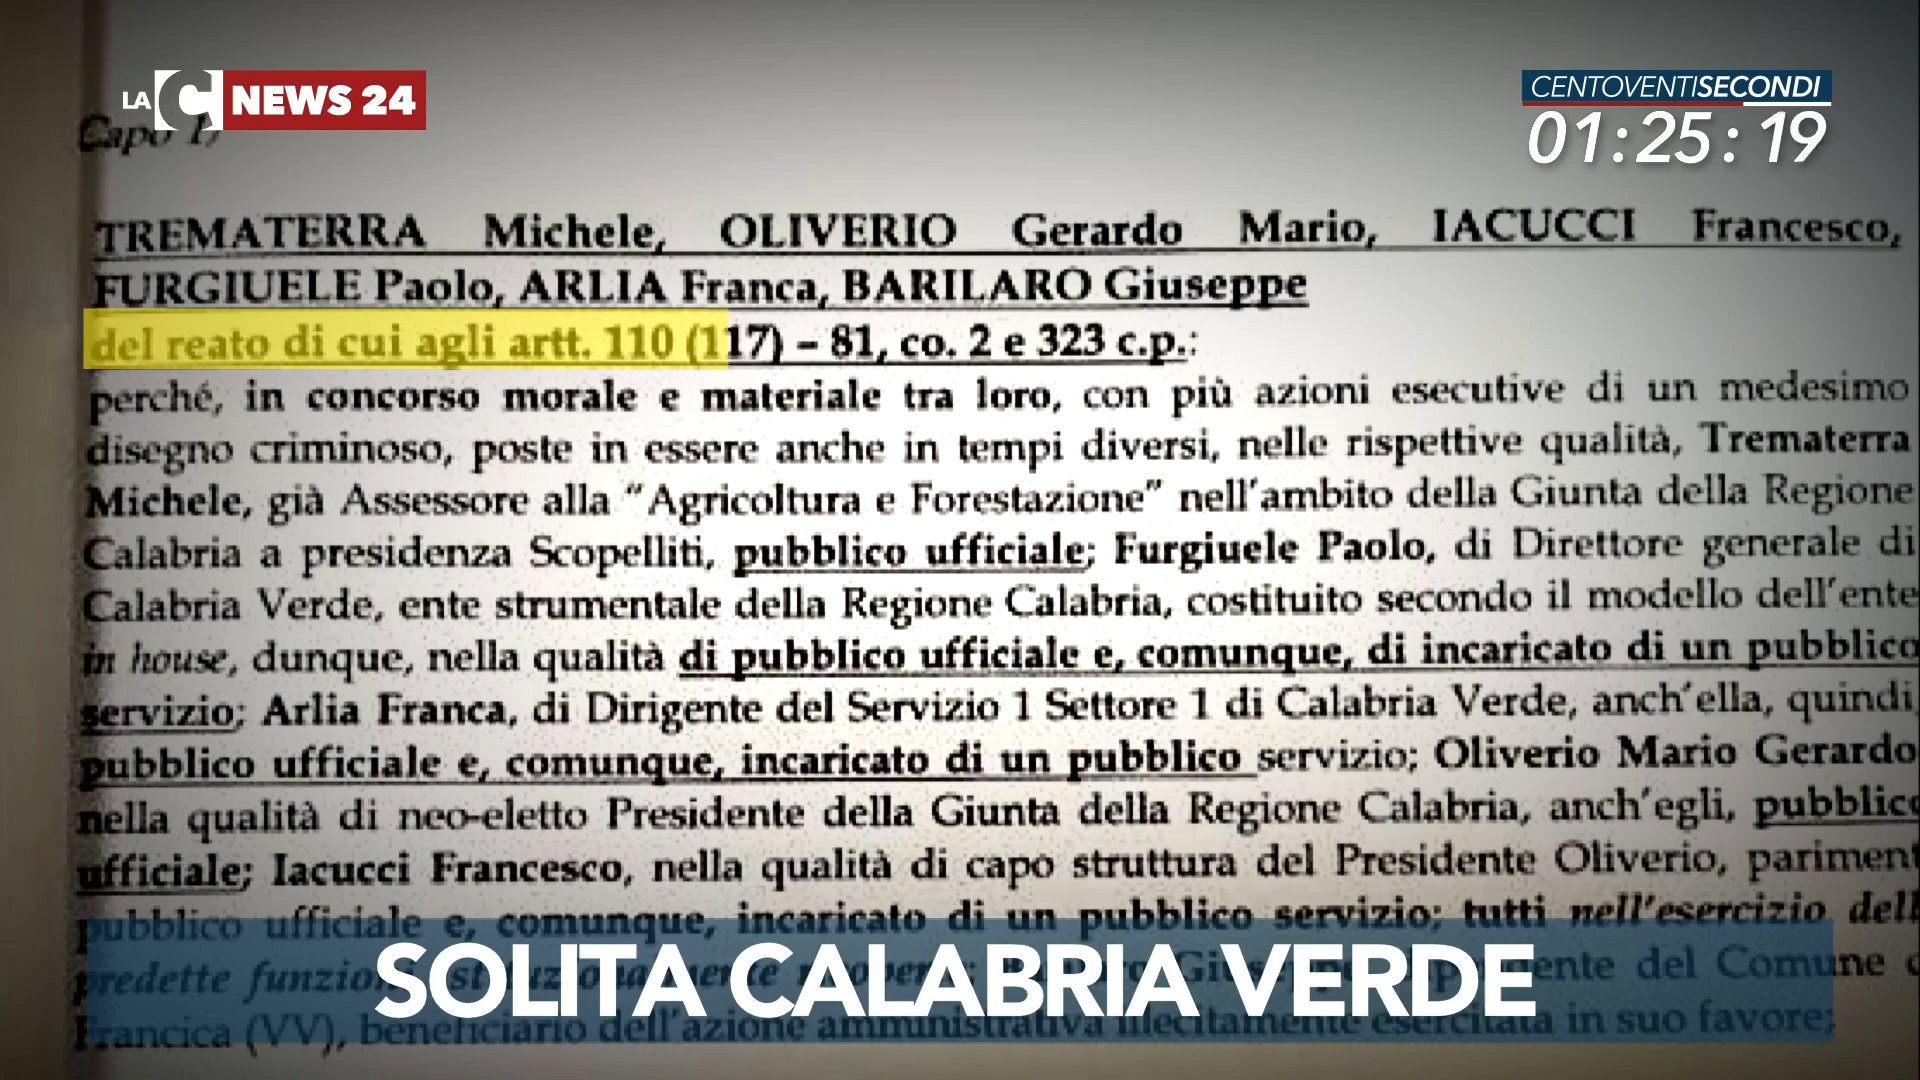 LA C NEWS 24
CENTOVENTISECONDI
01:25:19
Capo 1)
TREMATERRA Michele, OLIVERIO Gerardo Mario, IACUCCI Francesco,
FURGIUELE Paolo, ARLIA Franca, BARILARO Giuseppe
del reato di cui agli artt. 110 (117) – 81, co. 2 e 323 c.p.:
perché, in concorso morale e materiale tra loro, con più azioni esecutive di un medesimo
disegno criminoso, poste in essere anche in tempi diversi, nelle rispettive qualità, Trematerra
Michele, già Assessore alla "Agricoltura e Forestazione" nell'ambito della Giunta della Regione
Calabria a presidenza Scopelliti, pubblico ufficiale; Furgiuele Paolo, di Direttore generale di
Calabria Verde, ente strumentale della Regione Calabria, costituito secondo il modello dell'ente
in house, dunque, nella qualità di pubblico ufficiale e, comunque, di incaricato di un pubblico
servizio; Arlia Franca, di Dirigente del Servizio 1 Settore 1 di Calabria Verde, anch'ella, quindi,
pubblico ufficiale e, comunque, incaricato di un pubblico servizio; Oliverio Mario Gerardo
nella qualità di neo-eletto Presidente della Giunta della Regione Calabria, anch'egli, pubblico
ufficiale; Iacucci Francesco, nella qualità di capo struttura del Presidente Oliverio, pariment
pubblico ufficiale e, comunque, incaricato di un pubblico servizio; tutti nell'esercizio dell
predette del Comune
Francica (VV), beneficiario dell'azione amministrativa illecitamente esercitata in suo favore;
SOLITA CALABRIA VERDE